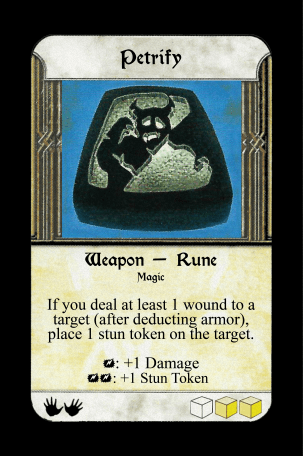 Petrify
Weapon — Rune
Magic
If you deal at least 1 wound to a
target (after deducting armor),
place 1 stun token on the target.
: +1 Damage
: +1 Stun Token